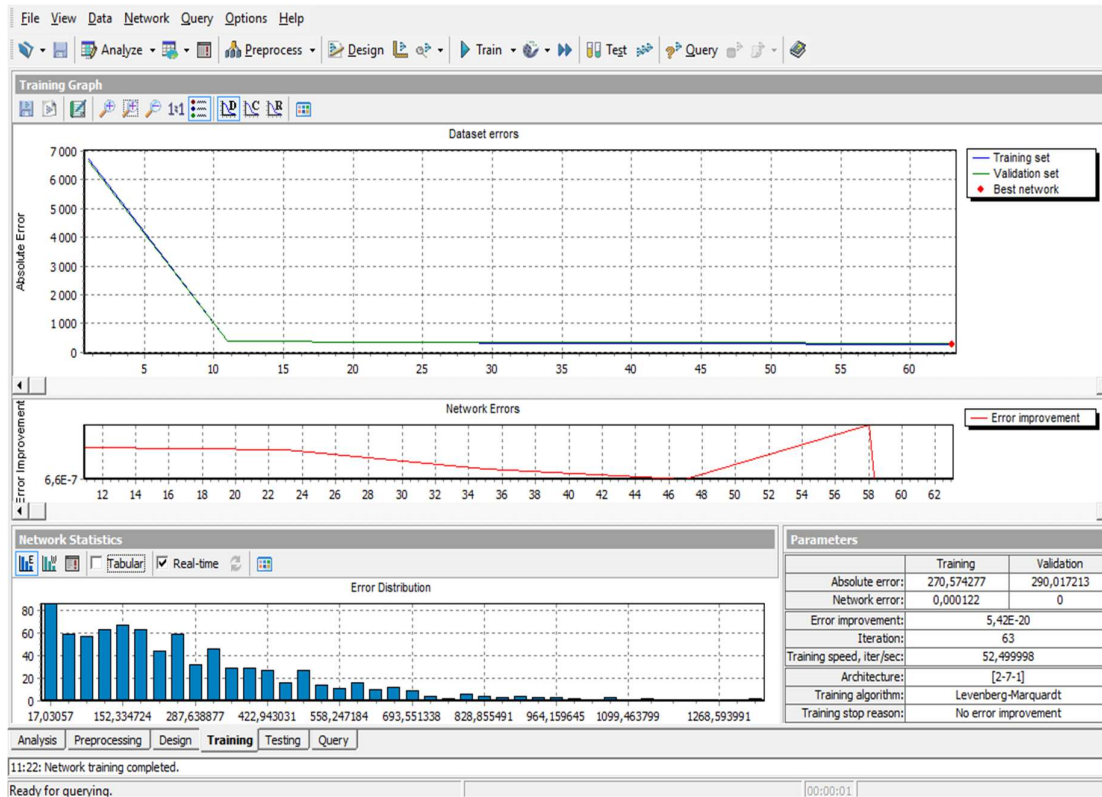 File View Data Network Query Options Help
Analyze Preprocess Design Train Test Query
Training Graph
1:1 D C R
Dataset errors
Absolute Error
7 000
6 000
5 000
4 000
3 000
2 000
1 000
0
5 10 15 20 25 30 35 40 45 50 55 60
Training set
Validation set
Best network
Network Errors
Error Improvement
6,6E-7
12 14 16 18 20 22 24 26 28 30 32 34 36 38 40 42 44 46 48 50 52 54 56 58 60 62
Error improvement
Network Statistics
Tabular Real-time
Error Distribution
80
60
40
20
0
17,03057 152,334724 287,638877 422,943031 558,247184 693,551338 828,855491 964,159645 1099,463799 1268,593991
Parameters
Training Validation
Absolute error: 270,574277 290,017213
Network error: 0,000122 0
Error improvement: 5,42E-20
Iteration: 63
Training speed, iter/sec: 52,499998
Architecture: [2-7-1]
Training algorithm: Levenberg-Marquardt
Training stop reason: No error improvement
Analysis Preprocessing Design Training Testing Query
11:22: Network training completed.
Ready for querying. 00:00:01